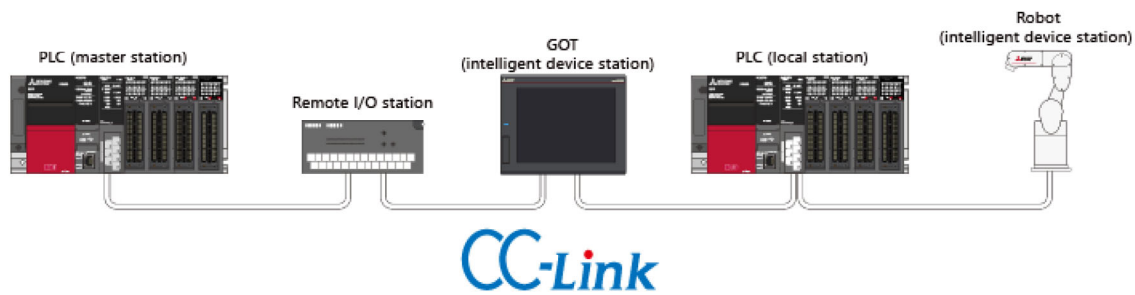 PLC (master station)
Remote I/O station
GOT
(intelligent device station)
PLC (local station)
Robot
(intelligent device station)
CC-Link